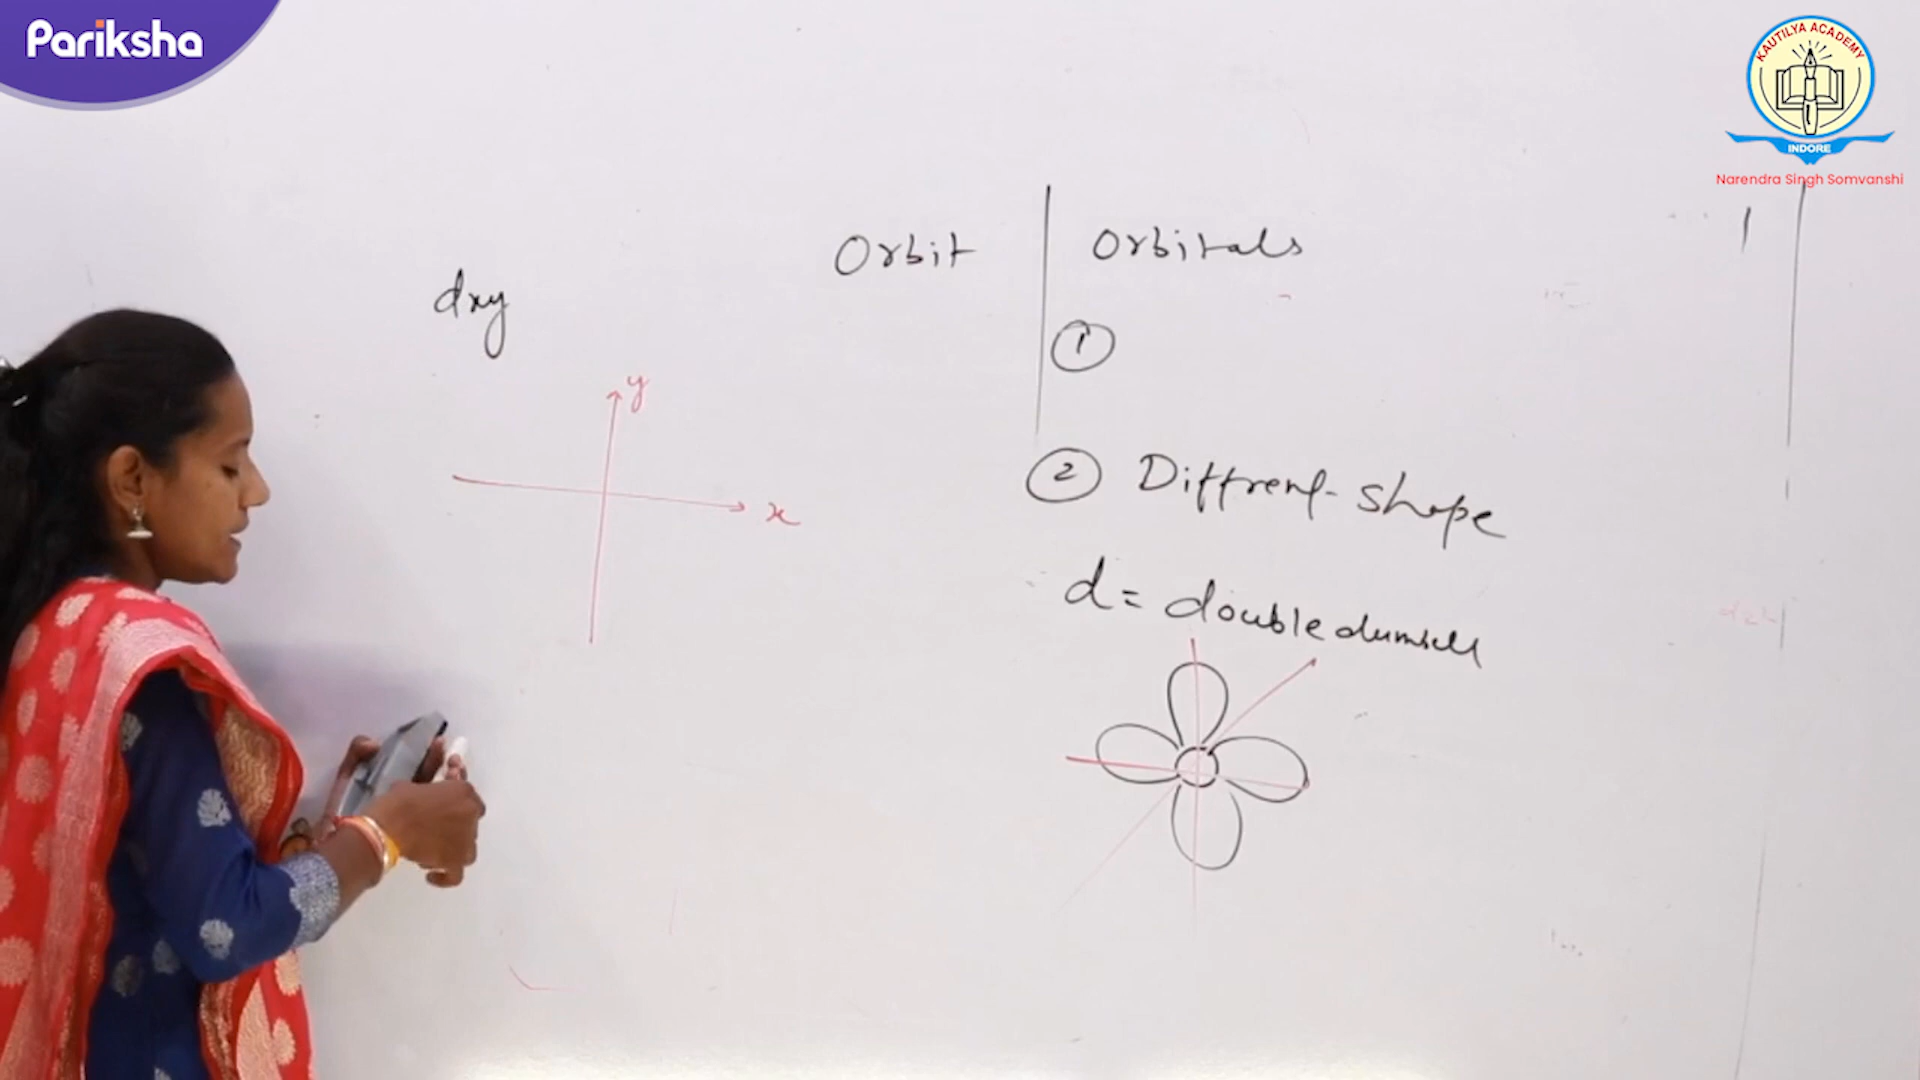 Pariksha
KAUTILYA ACADEMY
INDORE
Narendra Singh Somvanshi
Orbit
Orbitals
dxy
1
y
x
2 Diffrent shape
d = double dumbell